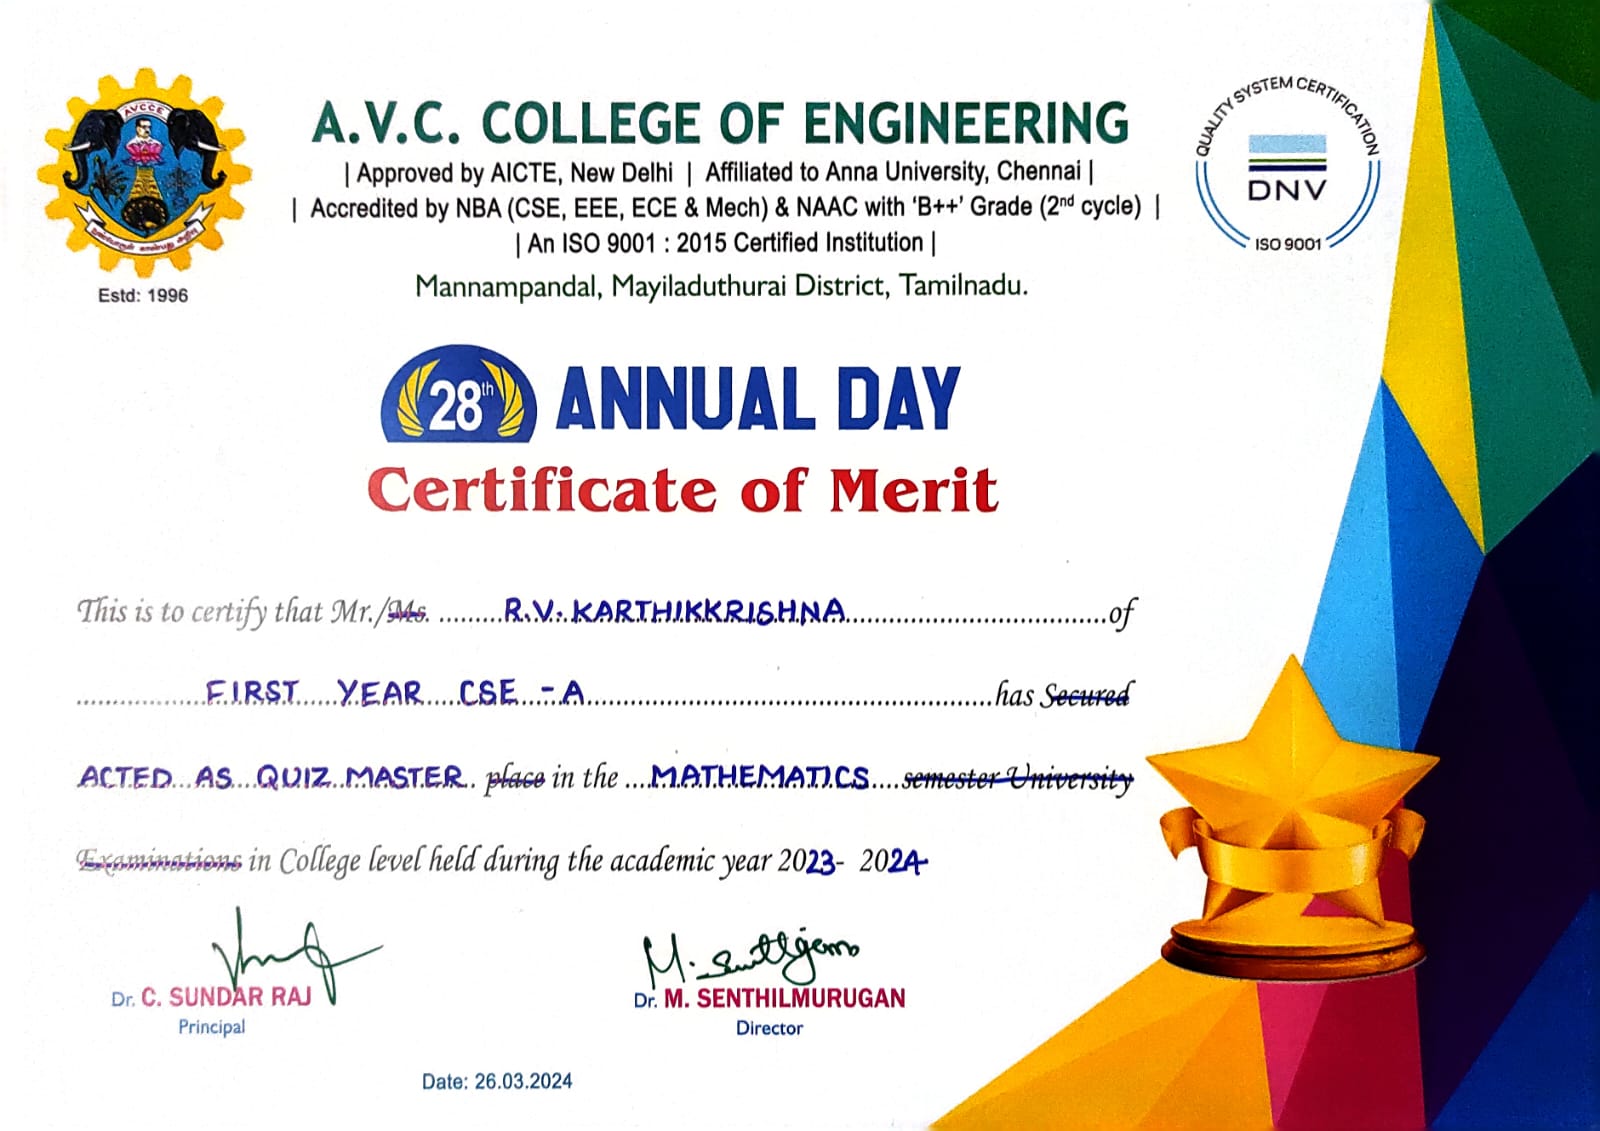 A.V.C. COLLEGE OF ENGINEERING
| Approved by AICTE, New Delhi | Affiliated to Anna University, Chennai |
| Accredited by NBA (CSE, EEE, ECE & Mech) & NAAC with ‘B++’ Grade (2nd cycle) |
| An ISO 9001 : 2015 Certified Institution |
Mannampandal, Mayiladuthurai District, Tamilnadu.
AVCCE
Estd: 1996
QUALITY SYSTEM CERTIFICATION
DNV
ISO 9001
28th ANNUAL DAY
Certificate of Merit
This is to certify that Mr./Ms. .........R.V.KARTHIKKRISHNA..................................of
..................FIRST.....YEAR.....CSE...-A..........................................................has Secured
ACTED...AS....QUIZ..MASTER.. place in the ....MATHEMATICS....semester University
Examinations in College level held during the academic year 2023- 2024
Dr. C. SUNDAR RAJ
Principal
M. Senthilmurugan
Dr. M. SENTHILMURUGAN
Director
Date: 26.03.2024